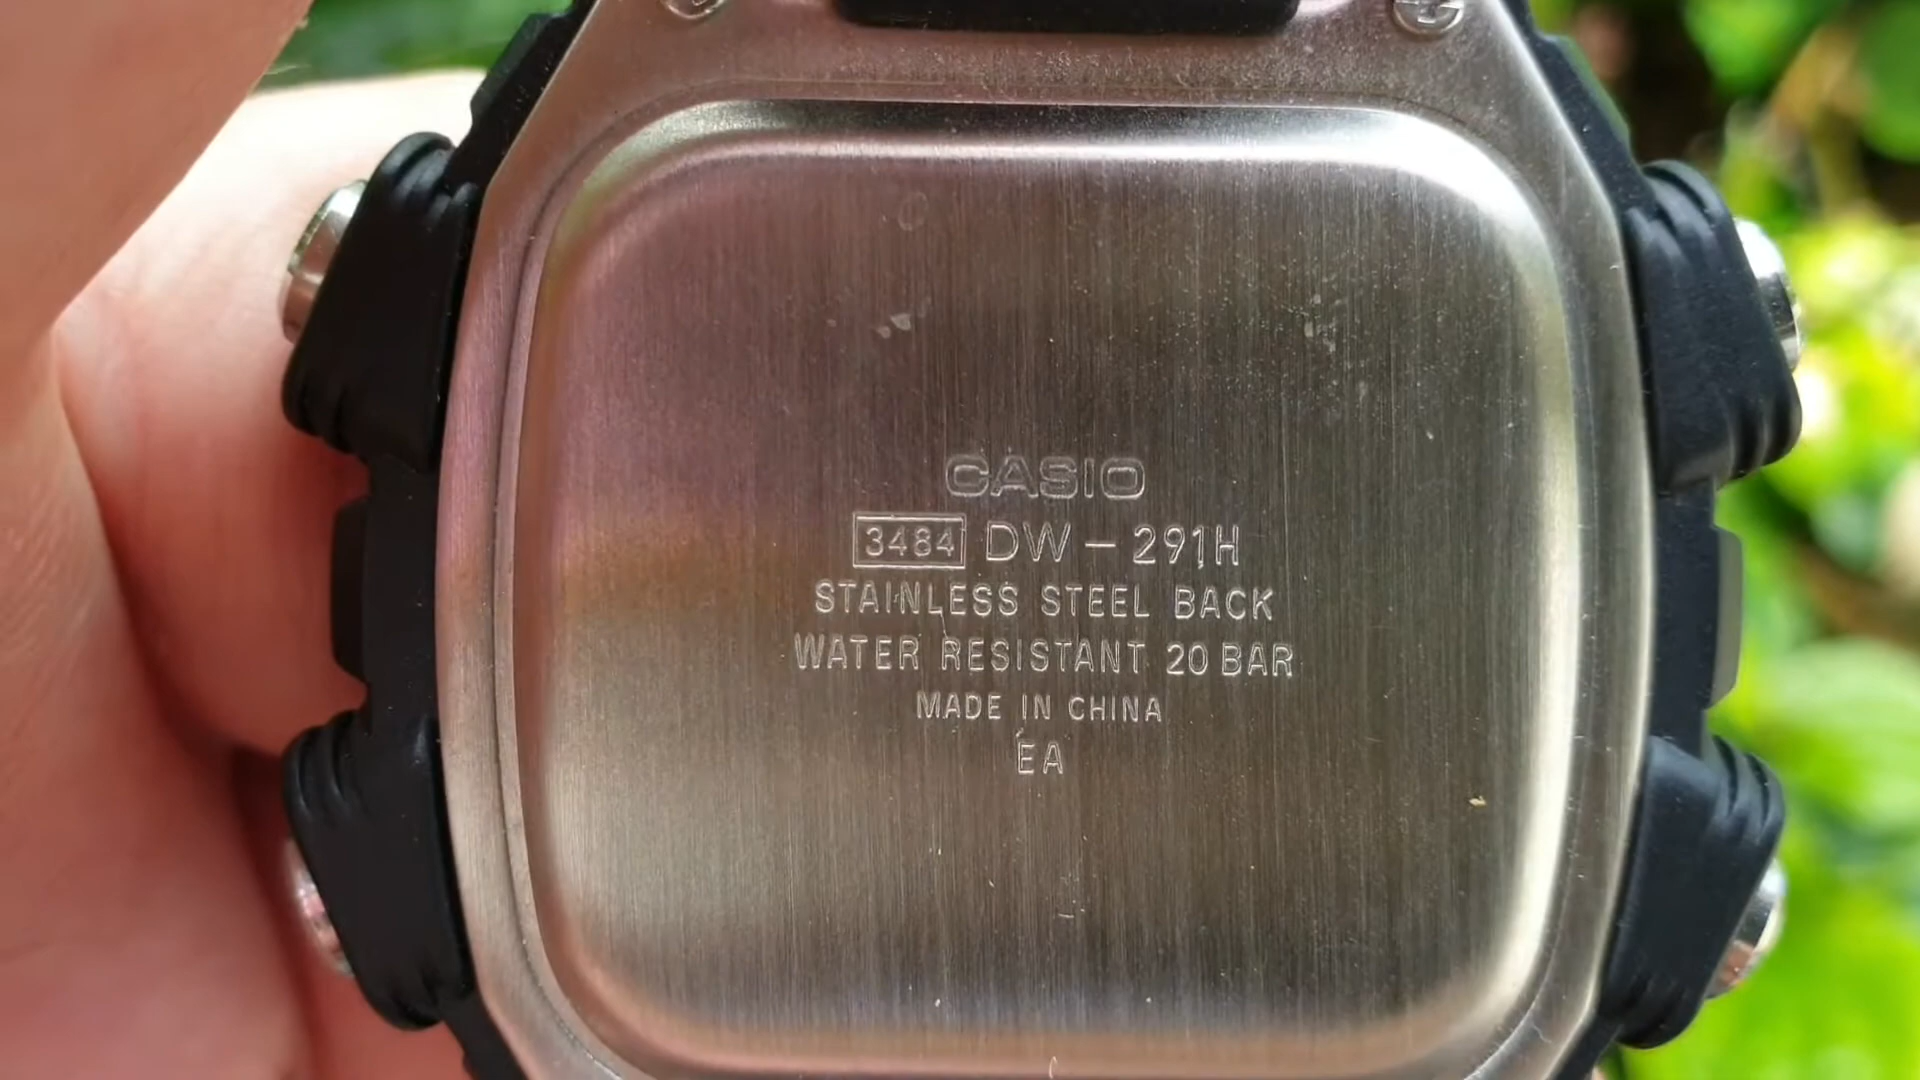 CASIO
3484 DW-291H
STAINLESS STEEL BACK
WATER RESISTANT 20 BAR
MADE IN CHINA
EA